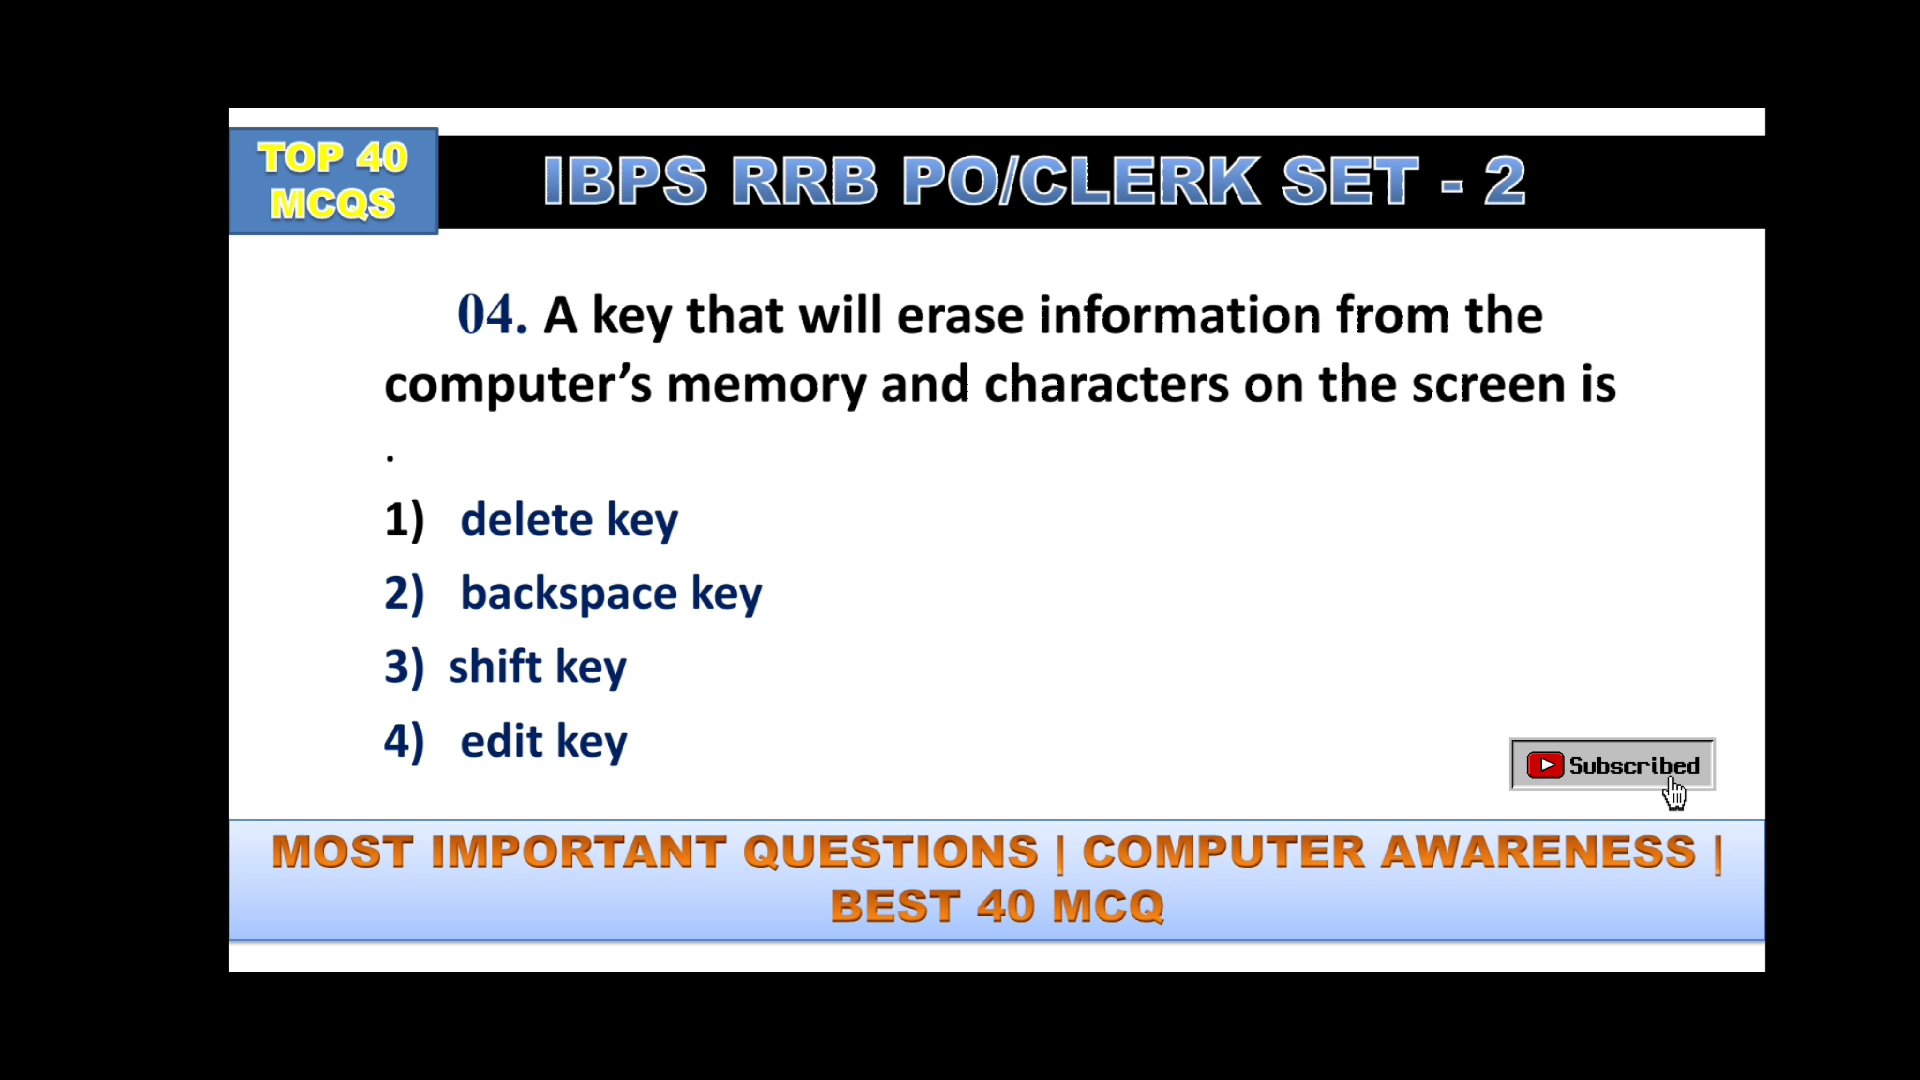 TOP 40
MCQS
IBPS RRB PO/CLERK SET - 2
04. A key that will erase information from the
computer’s memory and characters on the screen is
.
1) delete key
2) backspace key
3) shift key
4) edit key
Subscribed
MOST IMPORTANT QUESTIONS | COMPUTER AWARENESS |
BEST 40 MCQ